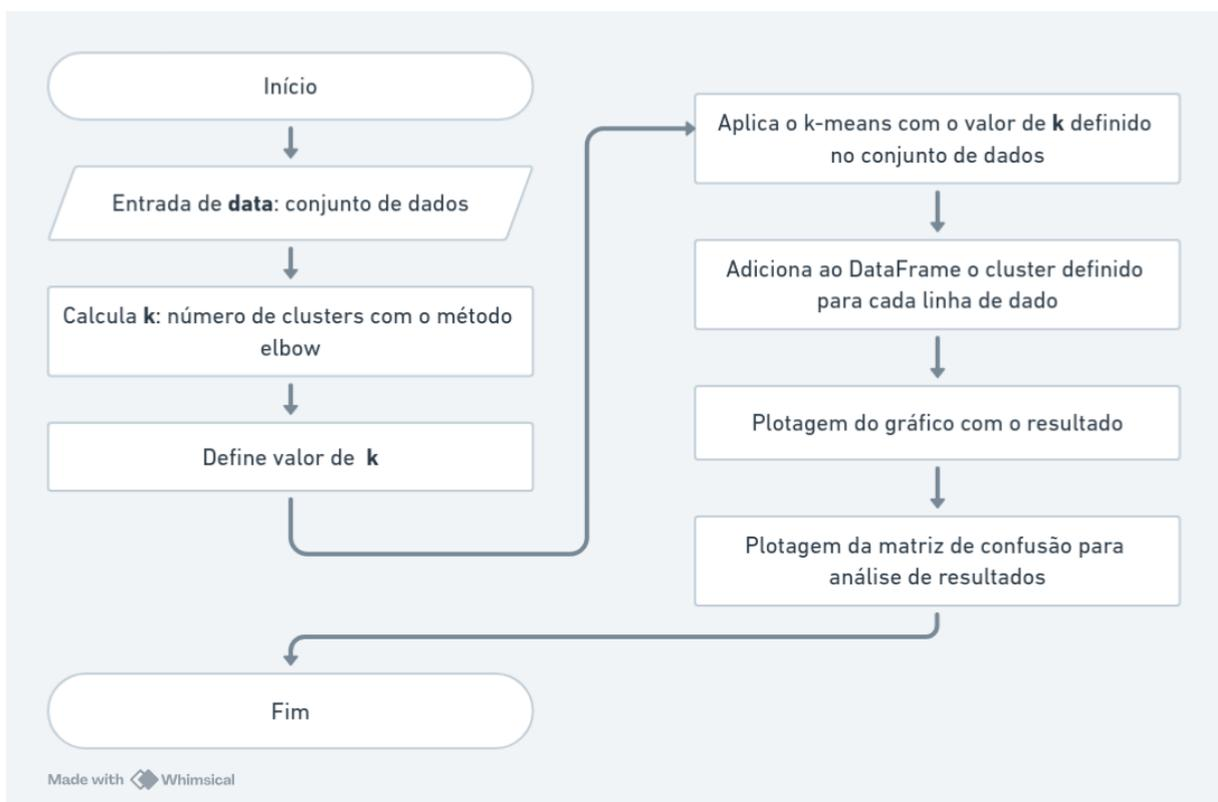 Início
Entrada de data: conjunto de dados
Calcula k: número de clusters com o método
elbow
Define valor de k
Aplica o k-means com o valor de k definido
no conjunto de dados
Adiciona ao DataFrame o cluster definido
para cada linha de dado
Plotagem do gráfico com o resultado
Plotagem da matriz de confusão para
análise de resultados
Fim
Made with Whimsical